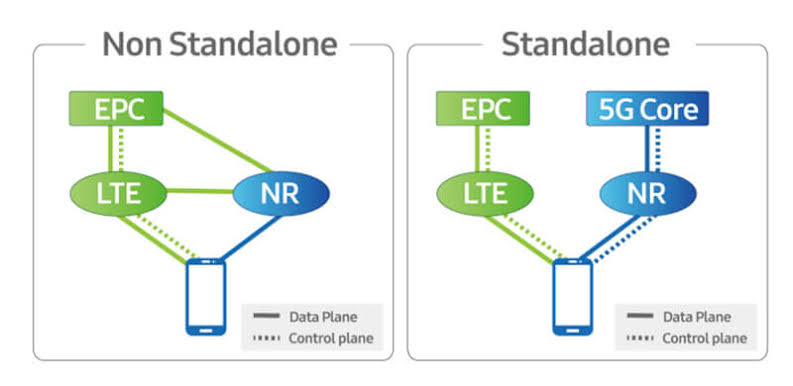 Non Standalone
EPC
LTE
NR
Data Plane
Control plane
Standalone
EPC
5G Core
LTE
NR
Data Plane
Control plane